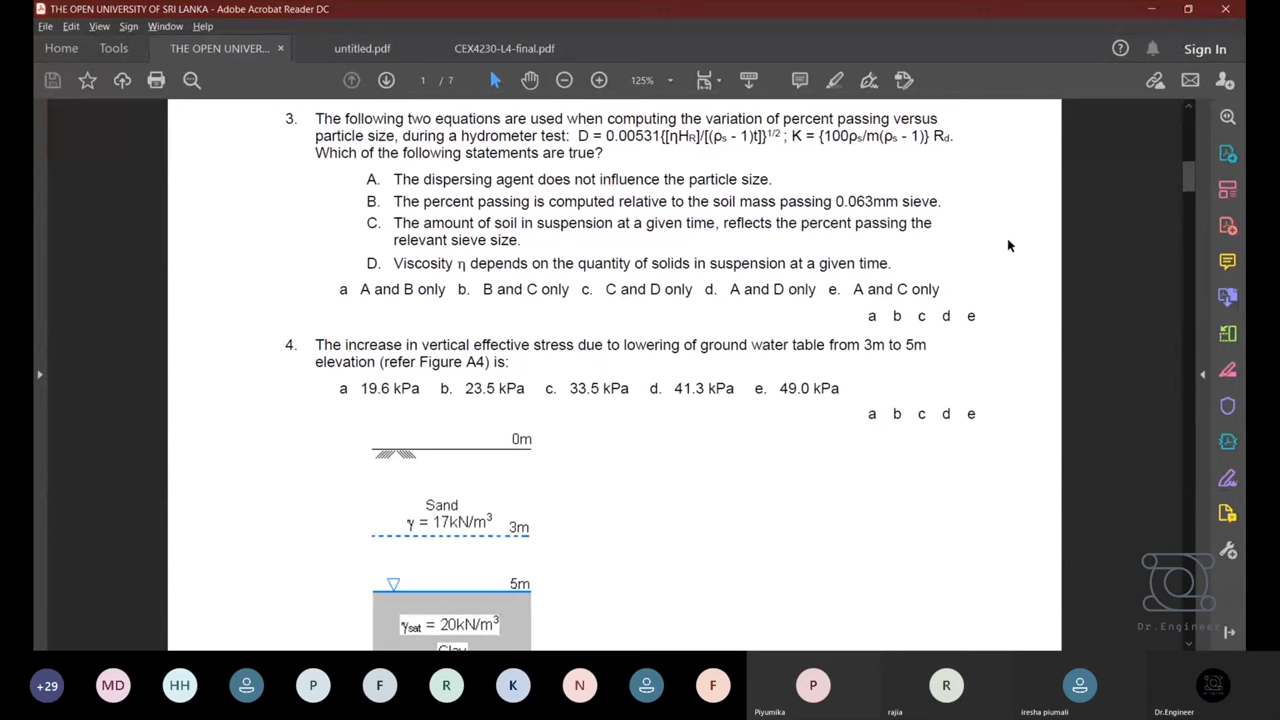 THE OPEN UNIVERSITY OF SRI LANKA - Adobe Acrobat Reader DC
File Edit View Sign Window Help
Home Tools THE OPEN UNIVER... × untitled.pdf CEX4230-L4-final.pdf Sign In
1 / 7 125%
3. The following two equations are used when computing the variation of percent passing versus
particle size, during a hydrometer test: D = 0.00531{[ηHR]/[(ρs - 1)t]}1/2 ; K = {100ρs/m(ρs - 1)} Rd.
Which of the following statements are true?
A. The dispersing agent does not influence the particle size.
B. The percent passing is computed relative to the soil mass passing 0.063mm sieve.
C. The amount of soil in suspension at a given time, reflects the percent passing the
relevant sieve size.
D. Viscosity η depends on the quantity of solids in suspension at a given time.
a A and B only b. B and C only c. C and D only d. A and D only e. A and C only
a b c d e
4. The increase in vertical effective stress due to lowering of ground water table from 3m to 5m
elevation (refer Figure A4) is:
a 19.6 kPa b. 23.5 kPa c. 33.5 kPa d. 41.3 kPa e. 49.0 kPa
a b c d e
0m
Sand
γ = 17kN/m3 3m
5m
γsat = 20kN/m3
Clay
Dr.Engineer
+29 MD HH P F R K N F P R
Piyumika rajia iresha piumali Dr.Engineer